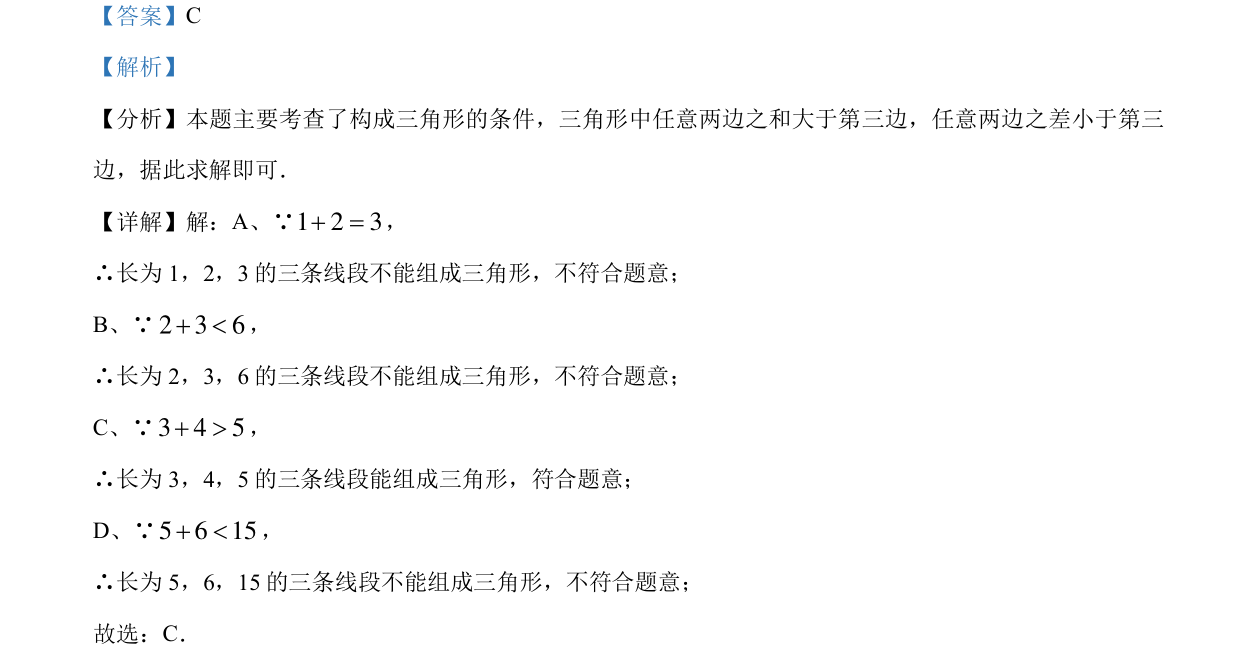 【答案】C
【解析】
【分析】本题主要考查了构成三角形的条件，三角形中任意两边之和大于第三边，任意两边之差小于第三
边，据此求解即可．
【详解】解：A、∵1+2=3，
∴长为 1，2，3 的三条线段不能组成三角形，不符合题意；
B、∵2+3<6，
∴长为 2，3，6 的三条线段不能组成三角形，不符合题意；
C、∵3+4>5，
∴长为 3，4，5 的三条线段能组成三角形，符合题意；
D、∵5+6<15，
∴长为 5，6，15 的三条线段不能组成三角形，不符合题意；
故选：C．